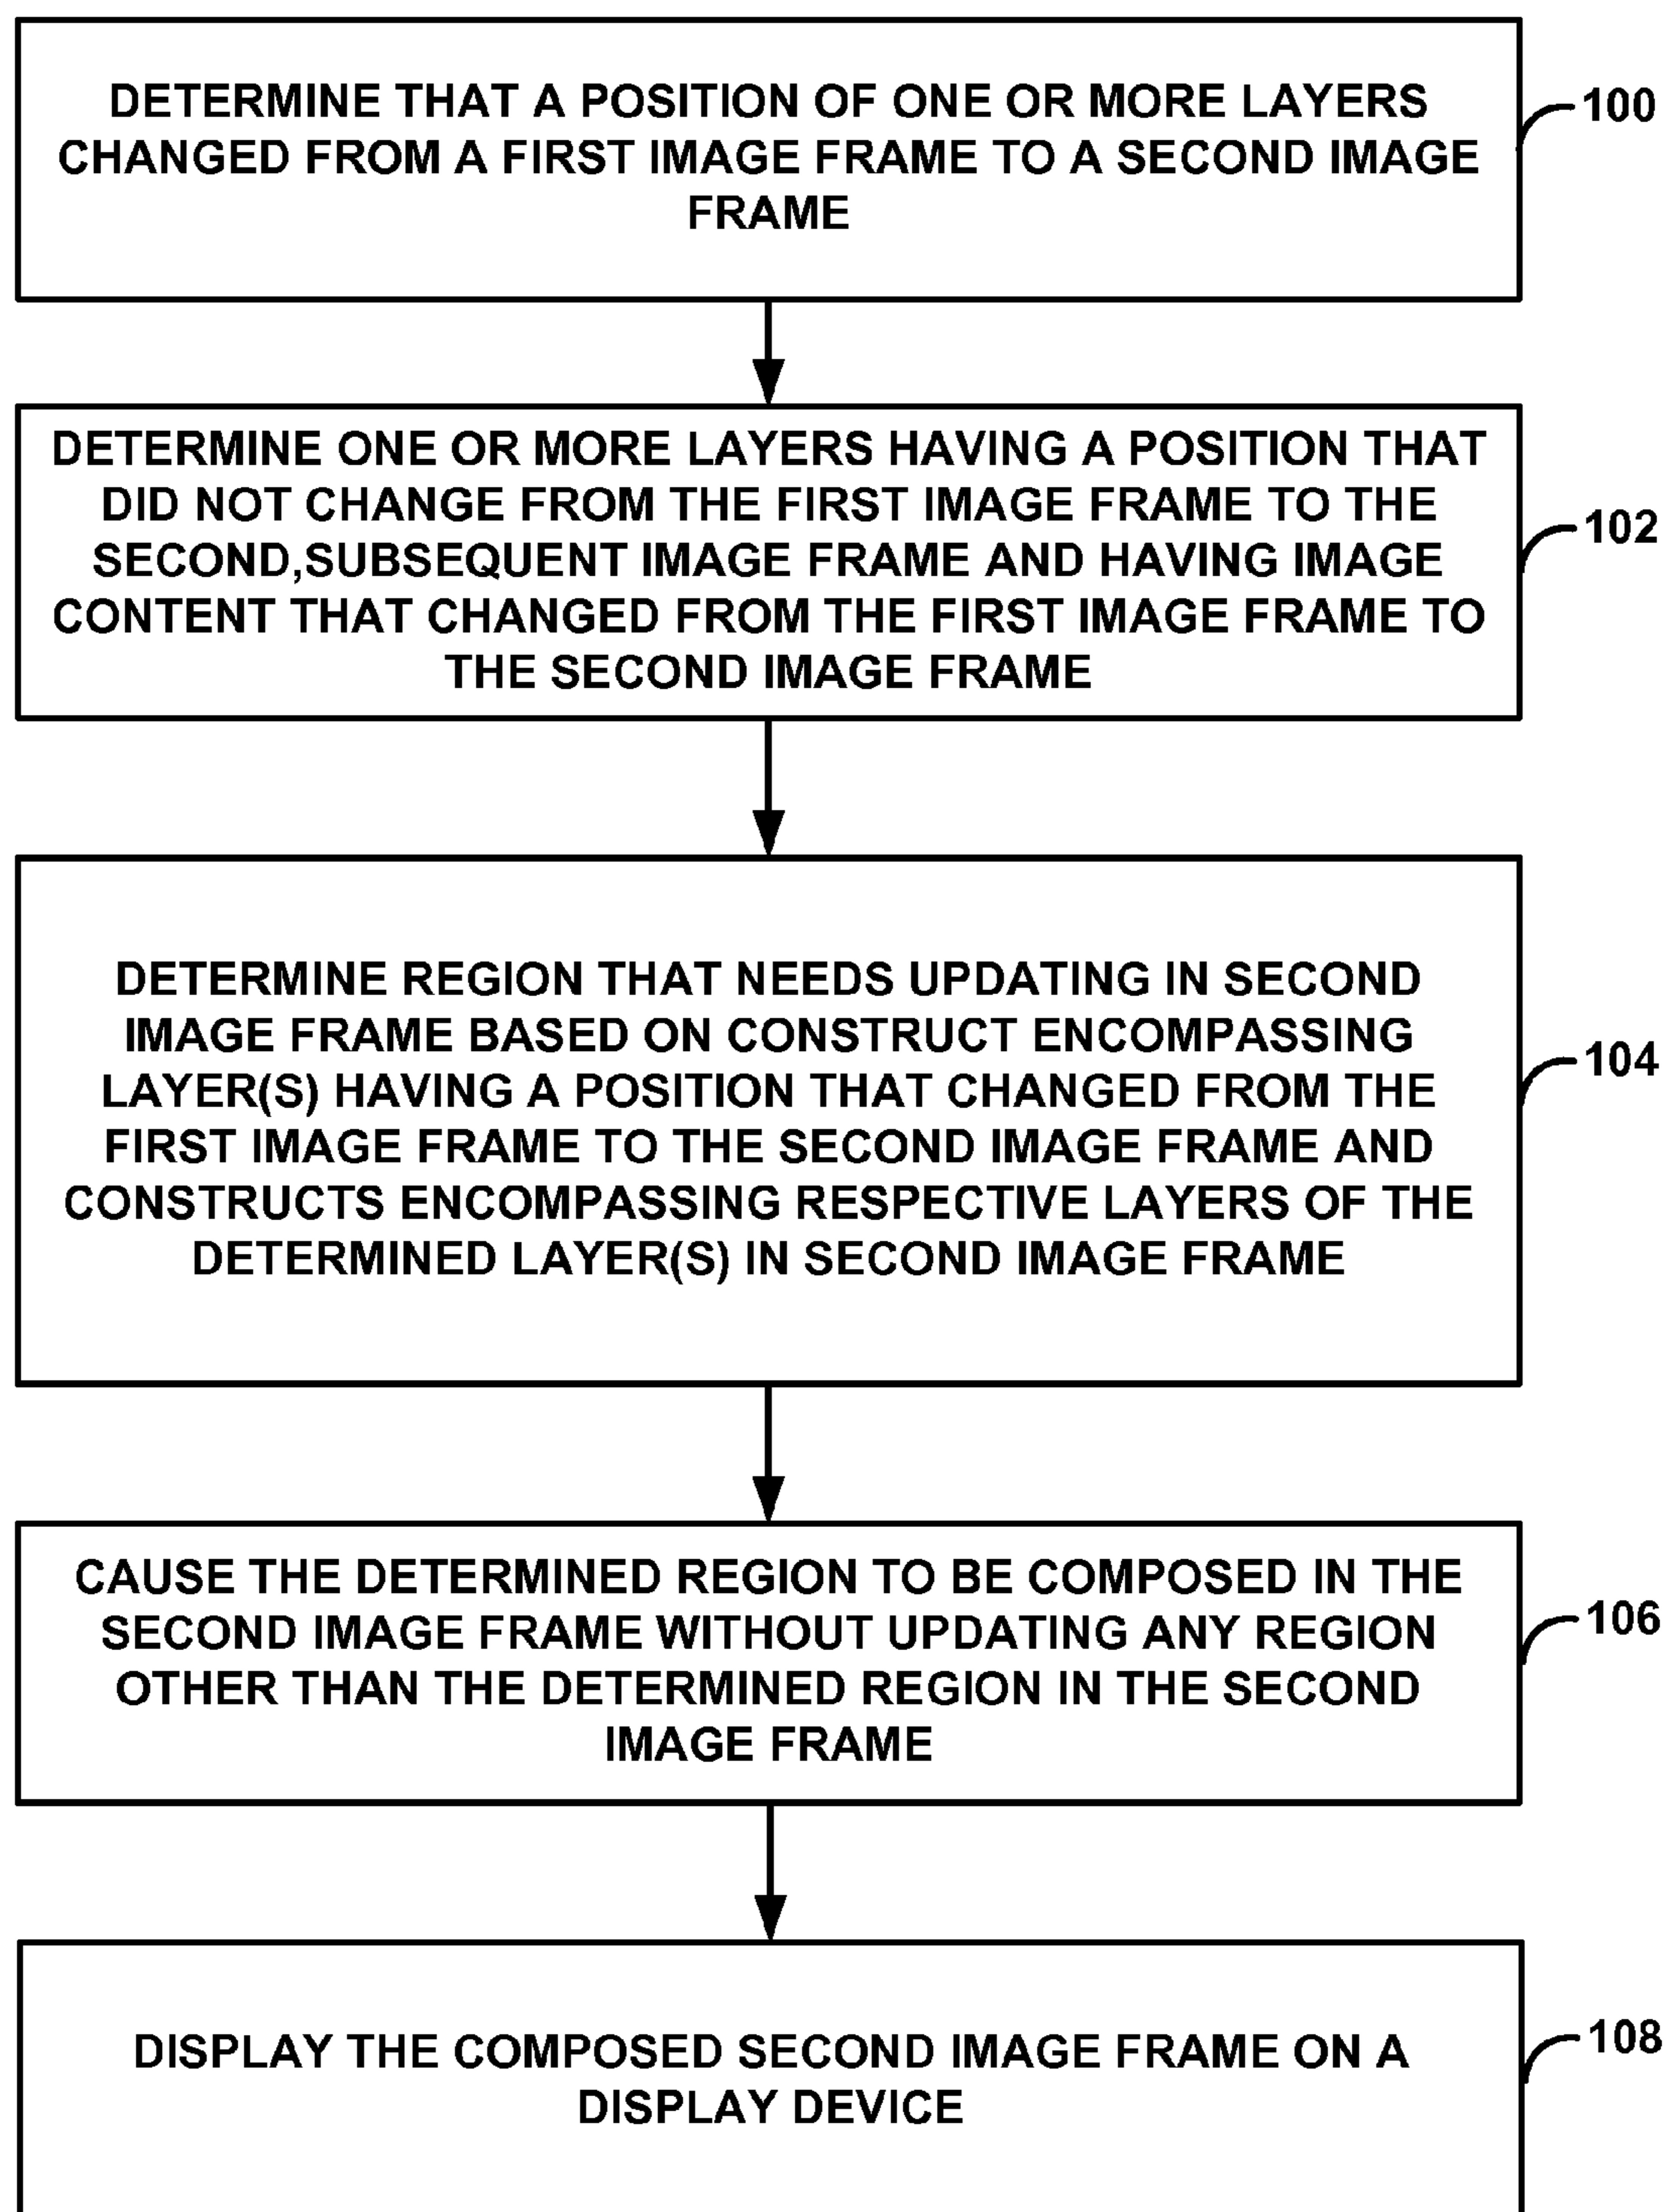 DETERMINE THAT A POSITION OF ONE OR MORE LAYERS
CHANGED FROM A FIRST IMAGE FRAME TO A SECOND IMAGE
FRAME
100
DETERMINE ONE OR MORE LAYERS HAVING A POSITION THAT
DID NOT CHANGE FROM THE FIRST IMAGE FRAME TO THE
SECOND,SUBSEQUENT IMAGE FRAME AND HAVING IMAGE
CONTENT THAT CHANGED FROM THE FIRST IMAGE FRAME TO
THE SECOND IMAGE FRAME
102
DETERMINE REGION THAT NEEDS UPDATING IN SECOND
IMAGE FRAME BASED ON CONSTRUCT ENCOMPASSING
LAYER(S) HAVING A POSITION THAT CHANGED FROM THE
FIRST IMAGE FRAME TO THE SECOND IMAGE FRAME AND
CONSTRUCTS ENCOMPASSING RESPECTIVE LAYERS OF THE
DETERMINED LAYER(S) IN SECOND IMAGE FRAME
104
CAUSE THE DETERMINED REGION TO BE COMPOSED IN THE
SECOND IMAGE FRAME WITHOUT UPDATING ANY REGION
OTHER THAN THE DETERMINED REGION IN THE SECOND
IMAGE FRAME
106
DISPLAY THE COMPOSED SECOND IMAGE FRAME ON A
DISPLAY DEVICE
108